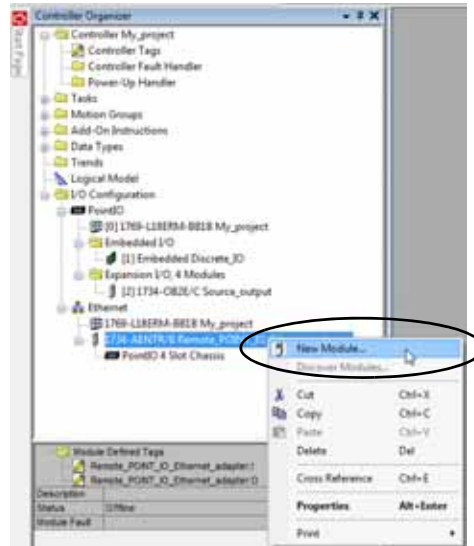 Controller Organizer
Start Page
Controller My_project
Controller Tags
Controller Fault Handler
Power-Up Handler
Tasks
Motion Groups
Add-On Instructions
Data Types
Trends
Logical Model
I/O Configuration
PointIO
[0] 1769-L18ERM-BB1B My_project
Embedded I/O
[1] Embedded Discrete_IO
Expansion I/O, 4 Modules
[2] 1734-OB2E/C Source_output
Ethernet
1769-L18ERM-BB1B My_project
1734-AENTR/B Remote_POINT_
PointIO 4 Slot Chassis
New Module...
Discover Modules...
Cut Ctrl+X
Copy Ctrl+C
Paste Ctrl+V
Delete Del
Cross Reference Ctrl+E
Properties Alt+Enter
Print
Module Defined Tags
Remote_POINT_IO_Ethernet_adapter:I
Remote_POINT_IO_Ethernet_adapter:O
Description
Status Offline
Module Fault